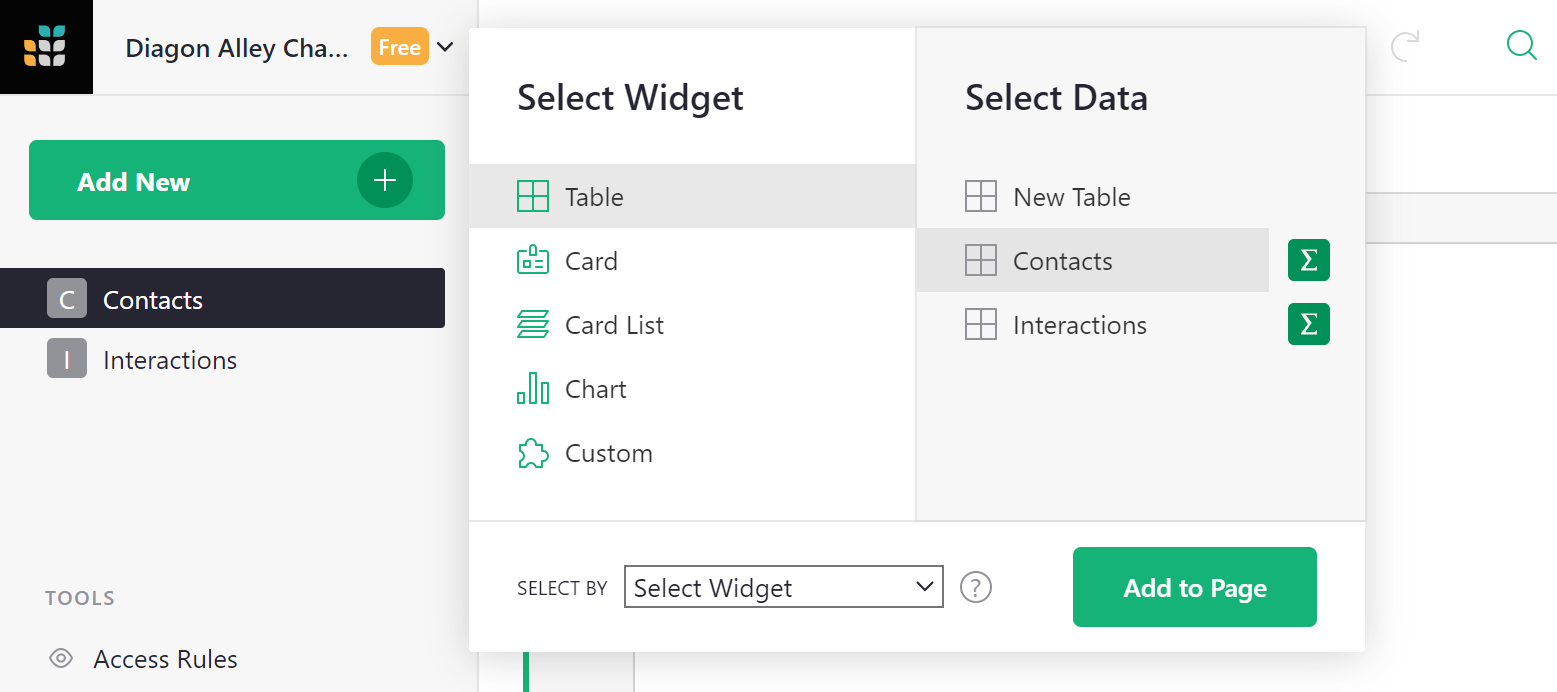 Diagon Alley Cha...
Free
Add New
C
Contacts
I
Interactions
TOOLS
Access Rules
Select Widget
Table
Card
Card List
Chart
Custom
Select Data
New Table
Contacts
Σ
Interactions
Σ
SELECT BY
Select Widget
?
Add to Page